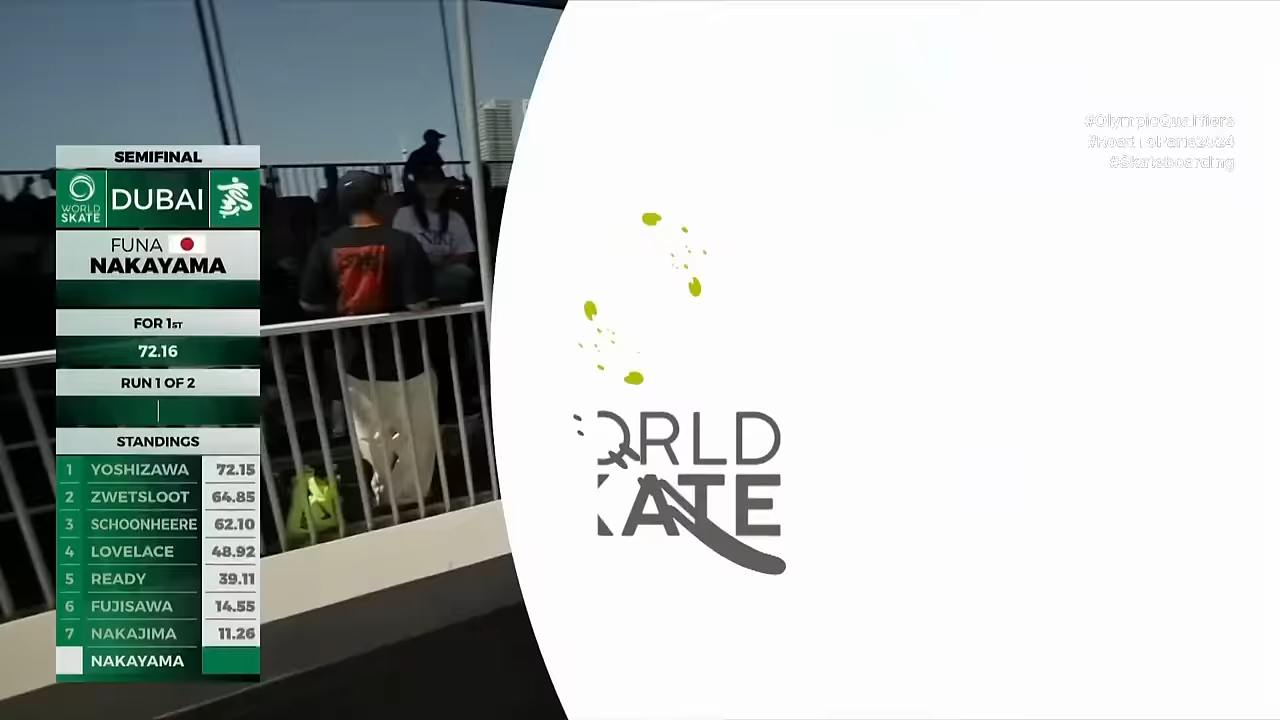 SEMIFINAL
WORLD
SKATE
DUBAI
FUNA
NAKAYAMA
FOR 1ST
72.16
RUN 1 OF 2
STANDINGS
1 YOSHIZAWA 72.15
2 ZWETSLOOT 64.85
3 SCHOONHEERE 62.10
4 LOVELACE 48.92
5 READY 39.11
6 FUJISAWA 14.55
7 NAKAJIMA 11.26
NAKAYAMA
#OlympicQualifiers
#RoadToParis2024
#Skateboarding
ORLD
KATE